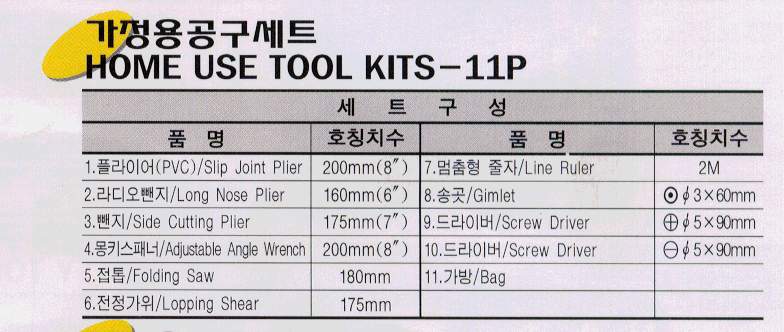 가정용공구세트
HOME USE TOOL KITS-11P
세 트 구 성
품 명 호칭치수 품 명 호칭치수
1.플라이어(PVC)/Slip Joint Plier 200mm(8″) 7.멈춤형 줄자/Line Ruler 2M
2.라디오뺀지/Long Nose Plier 160mm(6″) 8.송곳/Gimlet ⊙ϕ3×60mm
3.뺀지/Side Cutting Plier 175mm(7″) 9.드라이버/Screw Driver ⊕ϕ5×90mm
4.몽키스패너/Adjustable Angle Wrench 200mm(8″) 10.드라이버/Screw Driver ⊖ϕ5×90mm
5.접톱/Folding Saw 180mm 11.가방/Bag
6.전정가위/Lopping Shear 175mm